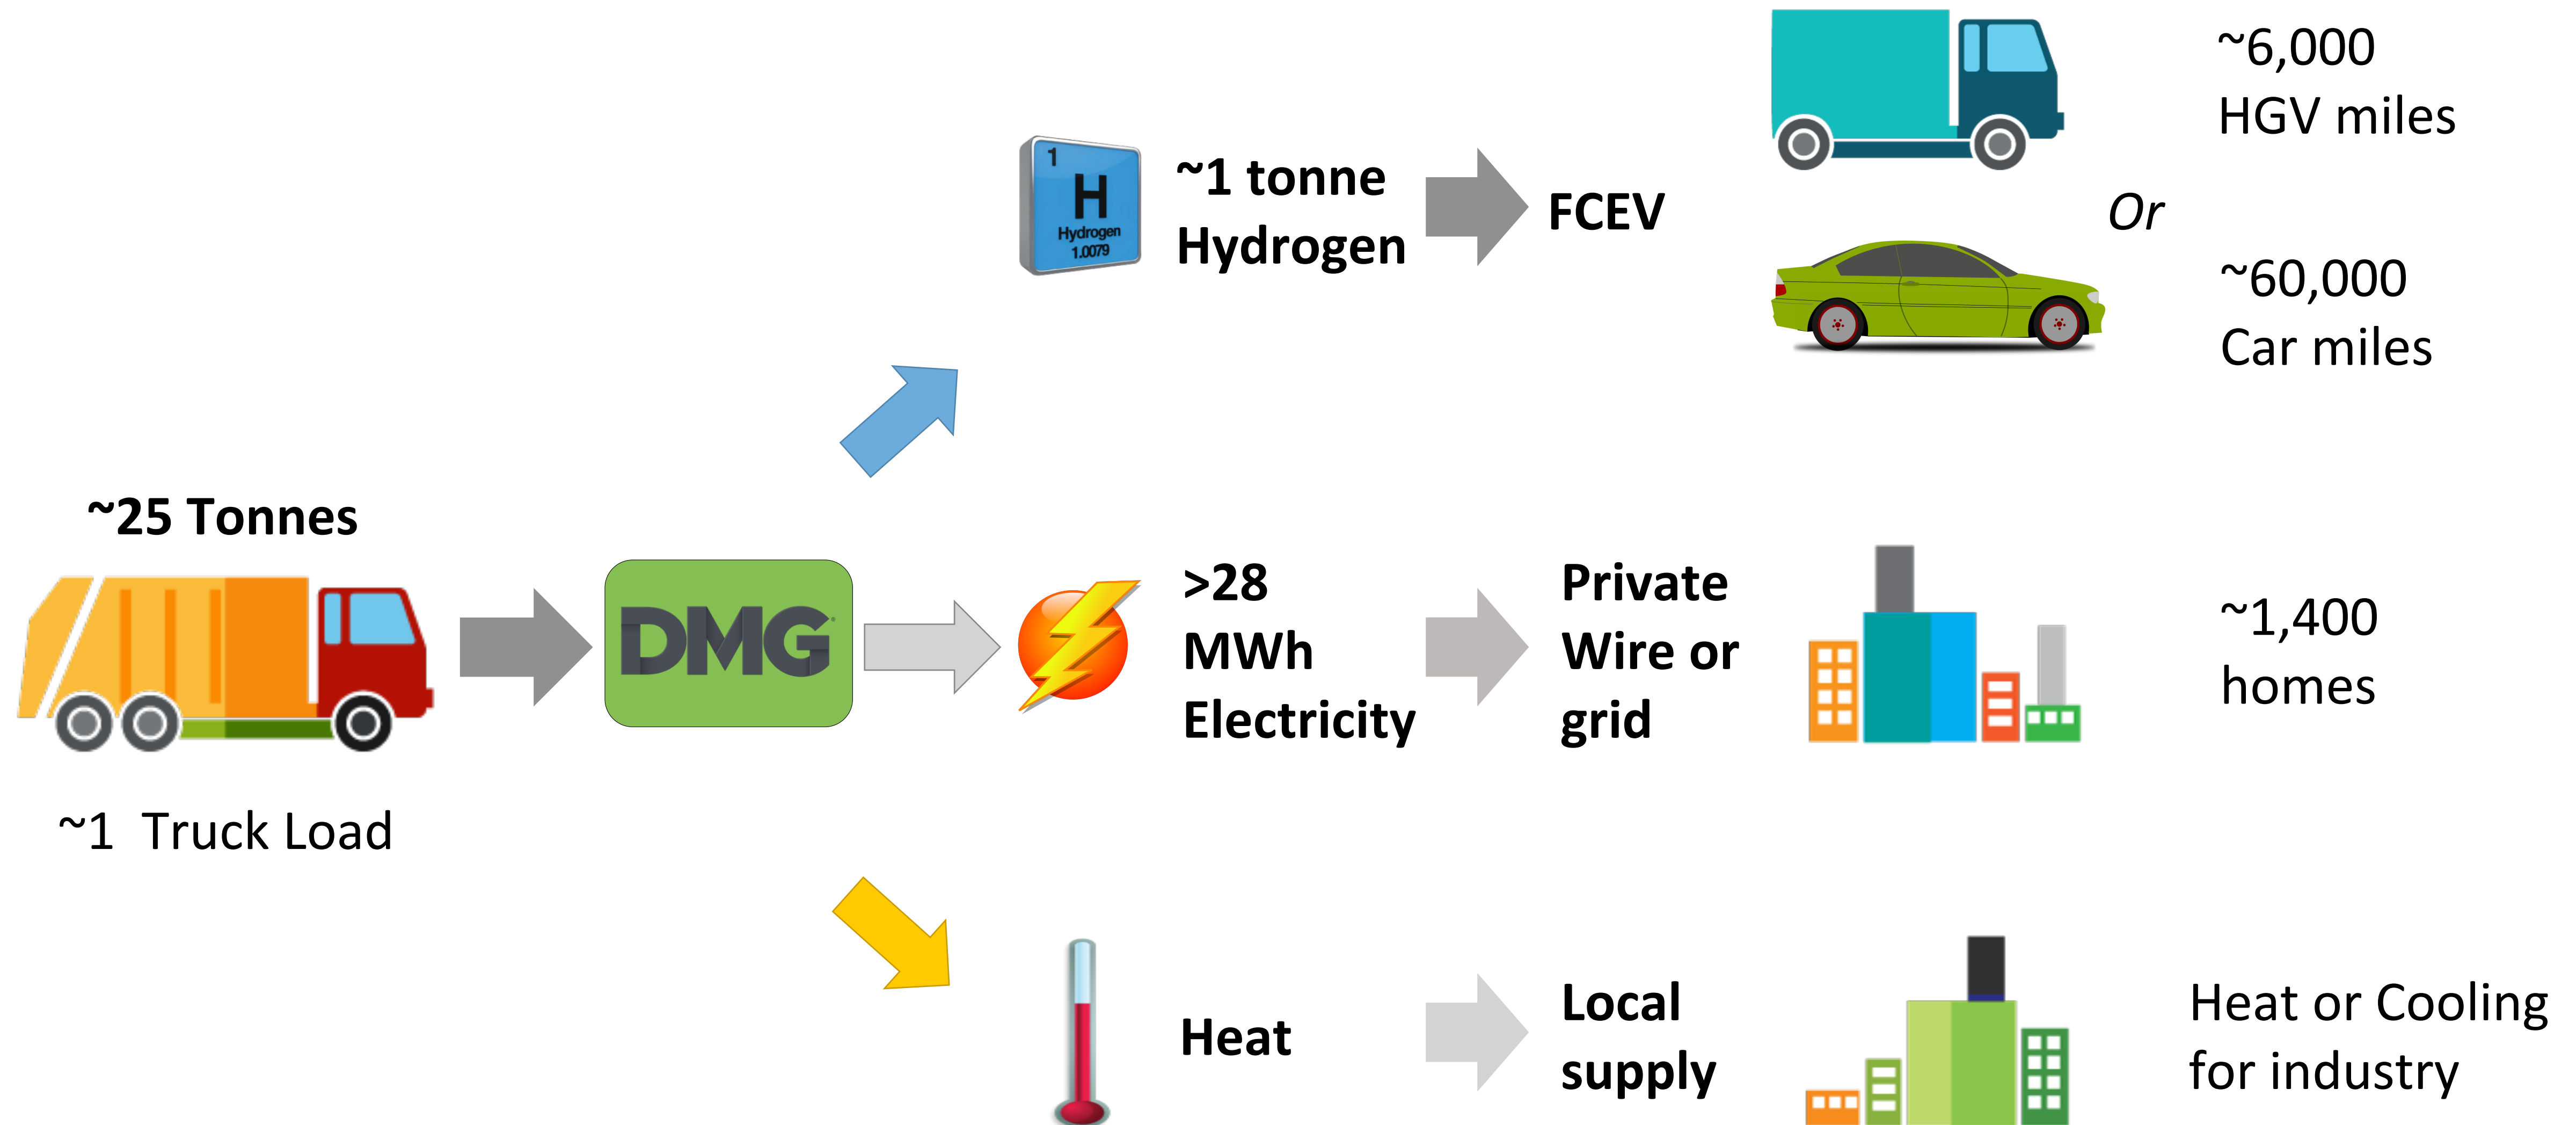 ~25 Tonnes
~1 Truck Load
DMG
1
H
Hydrogen
1.0079
~1 tonne
Hydrogen
FCEV
~6,000
HGV miles
Or
~60,000
Car miles
>28
MWh
Electricity
Private
Wire or
grid
~1,400
homes
Heat
Local
supply
Heat or Cooling
for industry